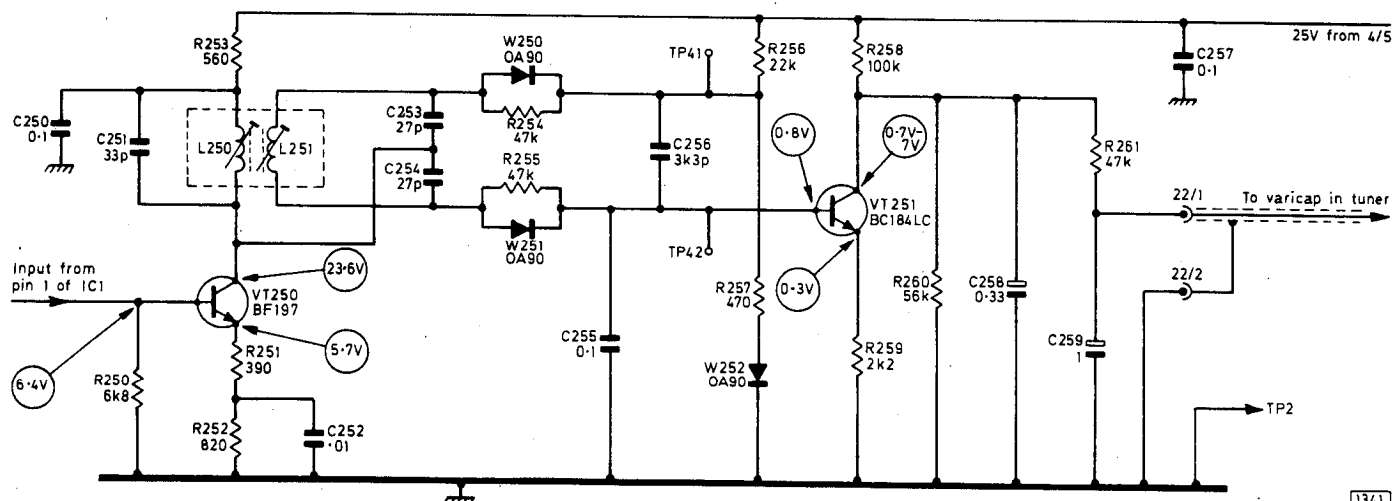 25V from 4/5
R253
560
W250
OA90
TP41
R256
22k
R258
100k
C257
0·1
C250
0·1
C251
33p
L250
L251
C253
27p
R254
47k
C254
27p
R255
47k
C256
3k3p
0·8V
0·7V-
7V
R261
47k
W251
OA90
TP42
VT251
BC184LC
22/1
To varicap in tuner
Input from
pin 1 of IC1
23·6V
VT250
BF197
R257
470
0·3V
R260
56k
C258
0·33
22/2
5·7V
R251
390
C255
0·1
R259
2k2
C259
1
6·4V
R250
6k8
W252
OA90
R252
820
C252
·01
TP2
1341